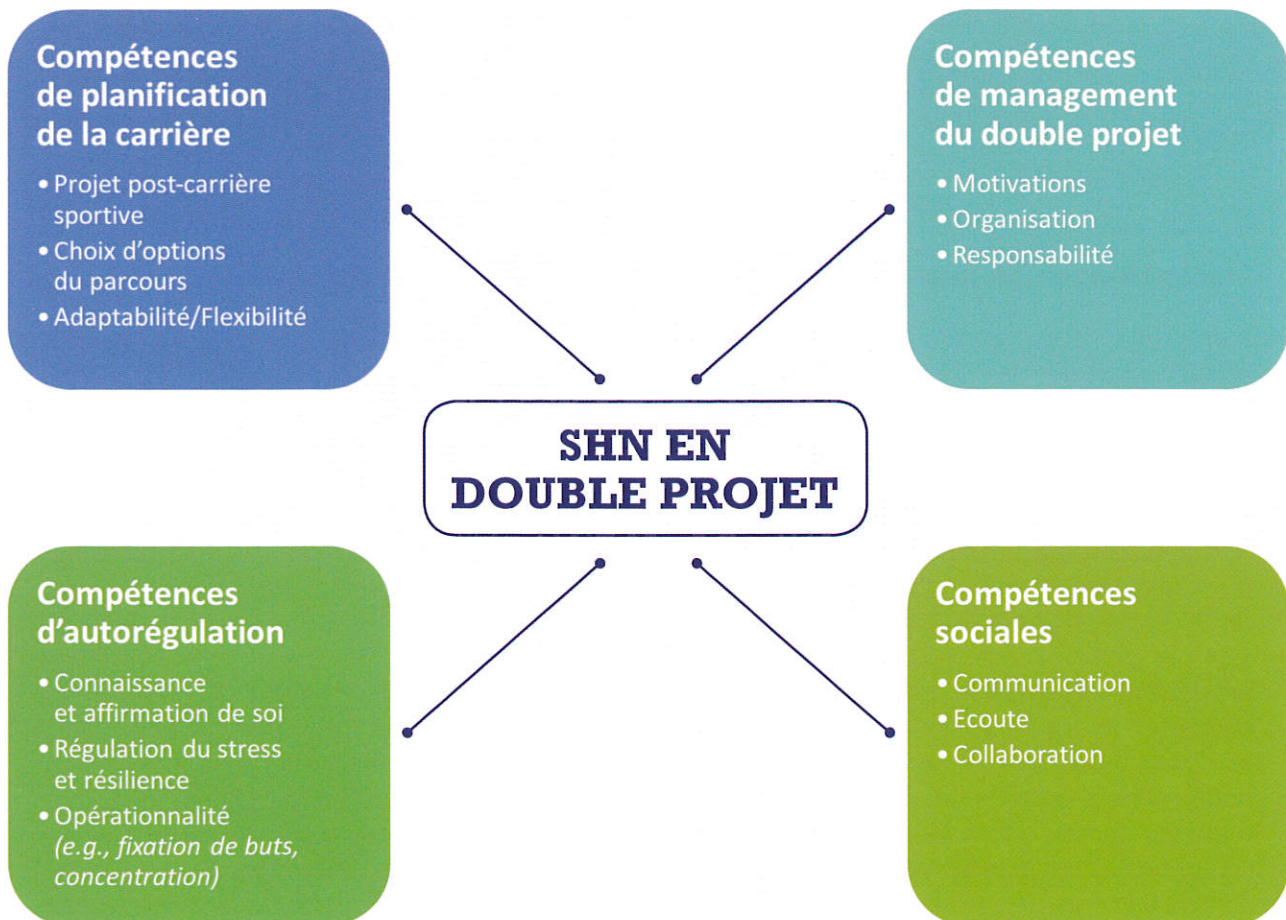 Compétences
de planification
de la carrière
• Projet post-carrière
sportive
• Choix d'options
du parcours
• Adaptabilité/Flexibilité
Compétences
de management
du double projet
• Motivations
• Organisation
• Responsabilité
SHN EN
DOUBLE PROJET
Compétences
d'autorégulation
• Connaissance
et affirmation de soi
• Régulation du stress
et résilience
• Opérationnalité
(e.g., fixation de buts,
concentration)
Compétences
sociales
• Communication
• Ecoute
• Collaboration